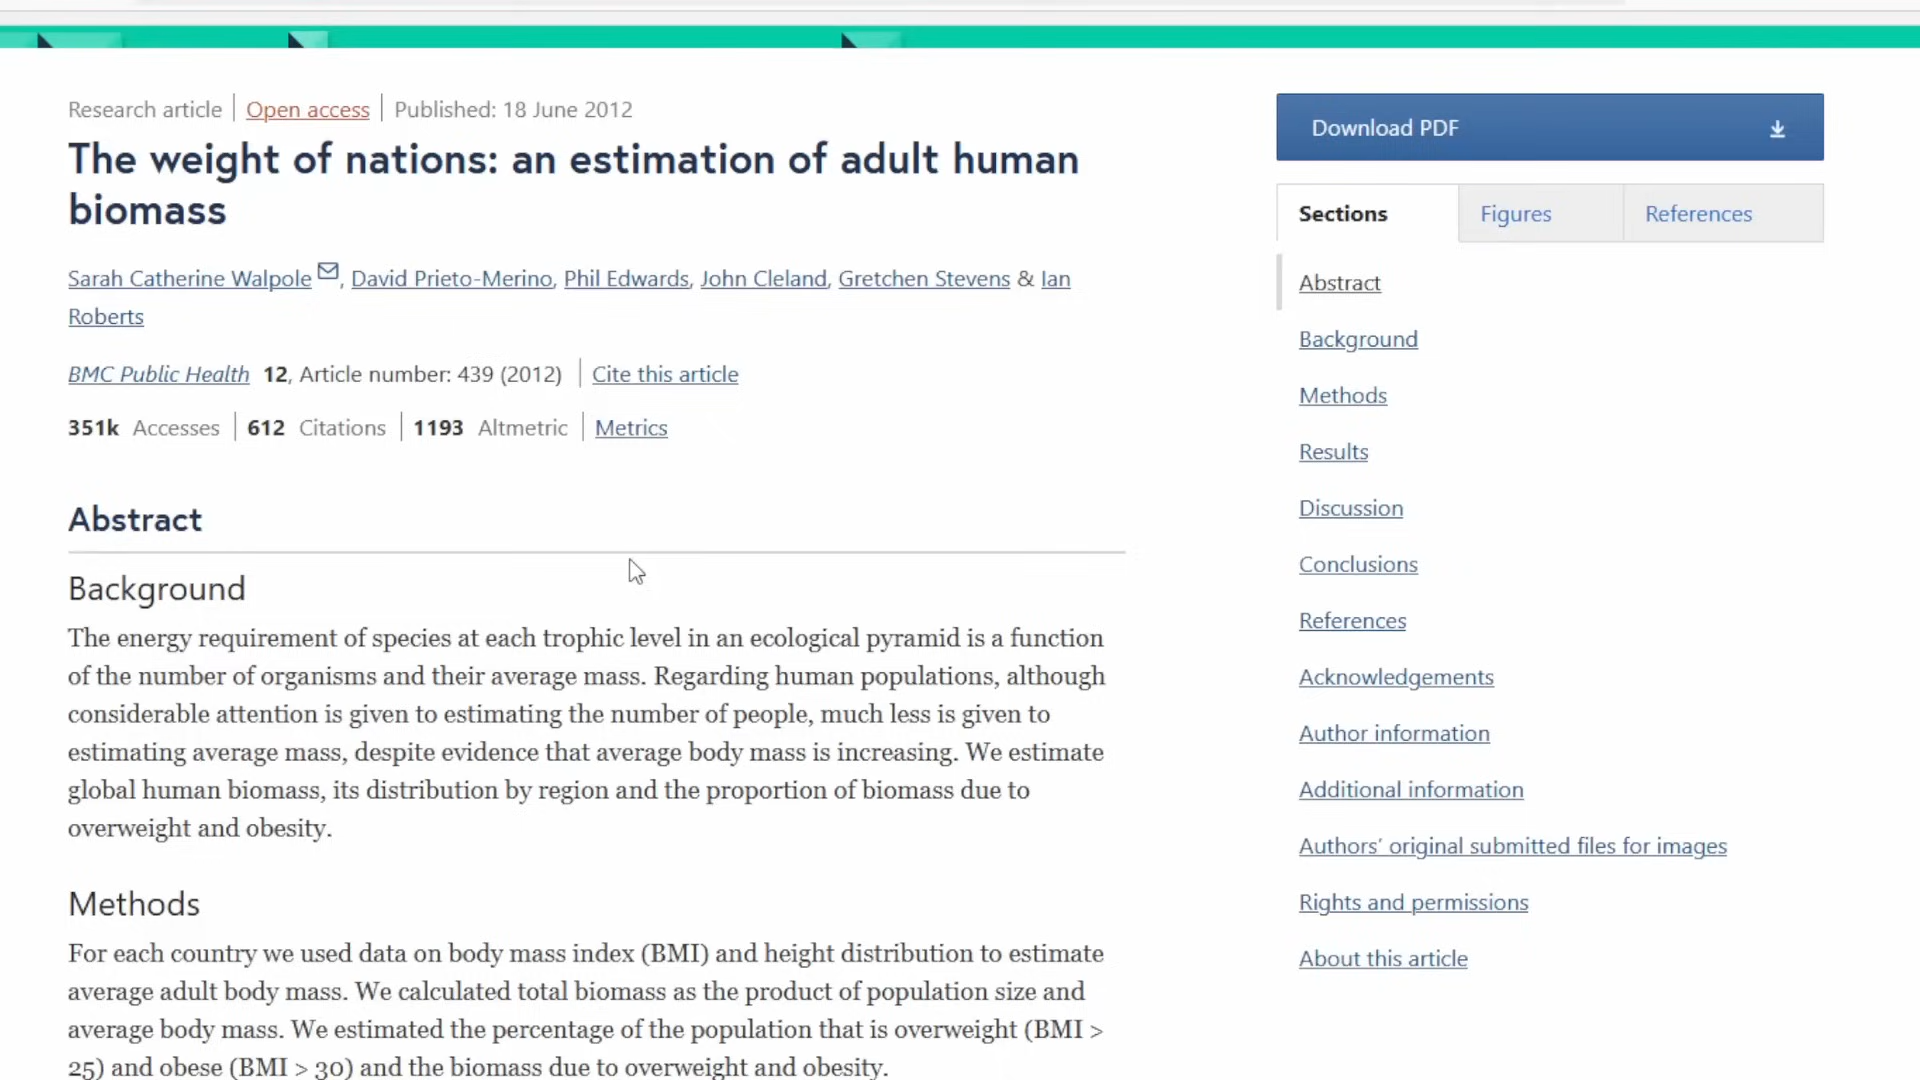 Research article Open access Published: 18 June 2012
The weight of nations: an estimation of adult human
biomass
Sarah Catherine Walpole, David Prieto-Merino, Phil Edwards, John Cleland, Gretchen Stevens & Ian
Roberts
BMC Public Health 12, Article number: 439 (2012) Cite this article
351k Accesses 612 Citations 1193 Altmetric Metrics
Abstract
Background
The energy requirement of species at each trophic level in an ecological pyramid is a function
of the number of organisms and their average mass. Regarding human populations, although
considerable attention is given to estimating the number of people, much less is given to
estimating average mass, despite evidence that average body mass is increasing. We estimate
global human biomass, its distribution by region and the proportion of biomass due to
overweight and obesity.
Methods
For each country we used data on body mass index (BMI) and height distribution to estimate
average adult body mass. We calculated total biomass as the product of population size and
average body mass. We estimated the percentage of the population that is overweight (BMI >
25) and obese (BMI > 30) and the biomass due to overweight and obesity.
Download PDF
Sections Figures References
Abstract
Background
Methods
Results
Discussion
Conclusions
References
Acknowledgements
Author information
Additional information
Authors' original submitted files for images
Rights and permissions
About this article